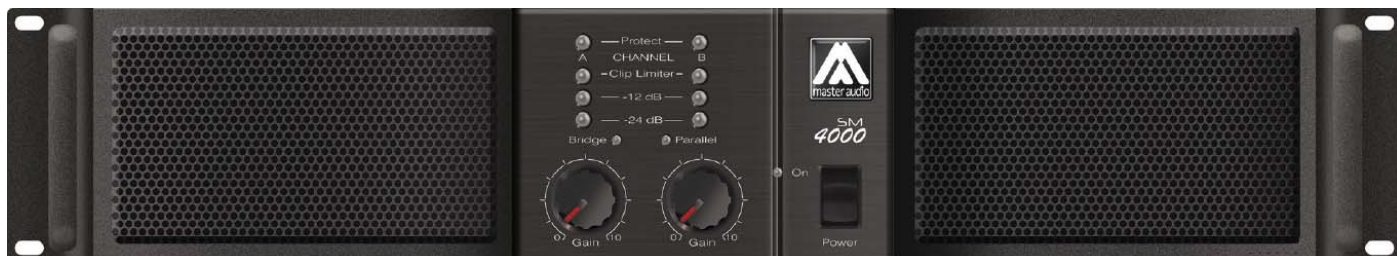 Protect
A CHANNEL B
Clip Limiter
-12 dB
-24 dB
Bridge Parallel
0 10 0 10
Gain Gain
master audio
SM
4000
On
Power